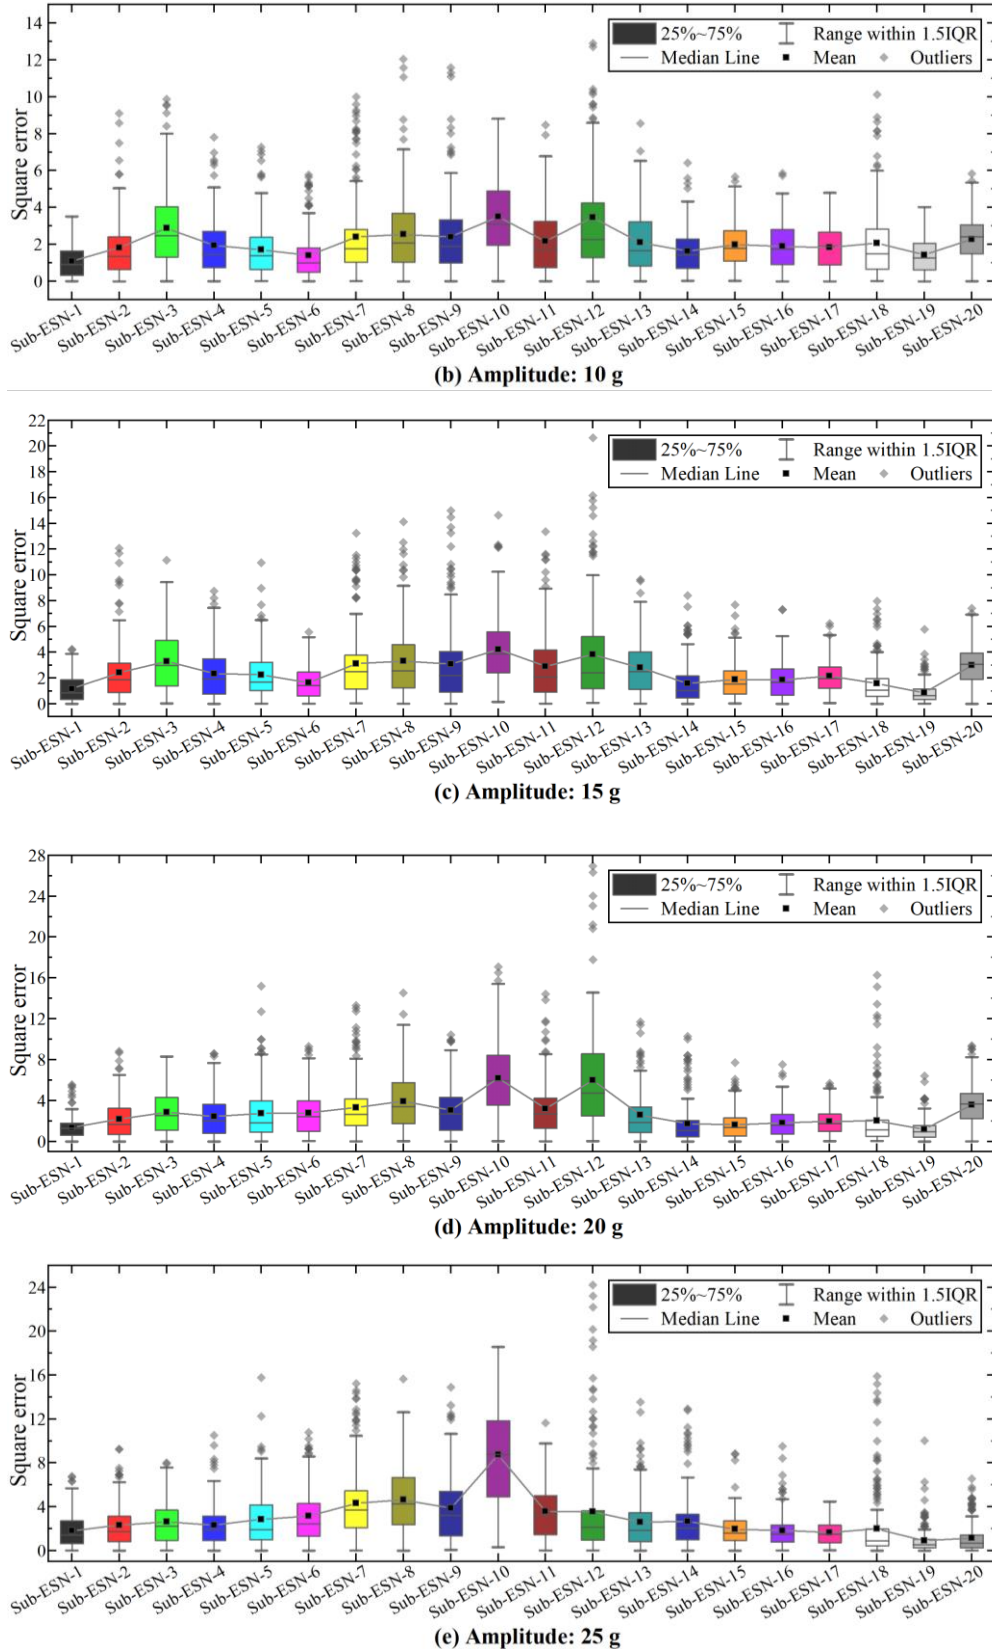 14
12
10
8
6
4
2
0
Square error
25%~75% Range within 1.5IQR
Median Line Mean Outliers
Sub-ESN-1 Sub-ESN-2 Sub-ESN-3 Sub-ESN-4 Sub-ESN-5 Sub-ESN-6 Sub-ESN-7 Sub-ESN-8 Sub-ESN-9 Sub-ESN-10 Sub-ESN-11 Sub-ESN-12 Sub-ESN-13 Sub-ESN-14 Sub-ESN-15 Sub-ESN-16 Sub-ESN-17 Sub-ESN-18 Sub-ESN-19 Sub-ESN-20
(b) Amplitude: 10 g
22
20
18
16
14
12
10
8
6
4
2
0
Square error
25%~75% Range within 1.5IQR
Median Line Mean Outliers
Sub-ESN-1 Sub-ESN-2 Sub-ESN-3 Sub-ESN-4 Sub-ESN-5 Sub-ESN-6 Sub-ESN-7 Sub-ESN-8 Sub-ESN-9 Sub-ESN-10 Sub-ESN-11 Sub-ESN-12 Sub-ESN-13 Sub-ESN-14 Sub-ESN-15 Sub-ESN-16 Sub-ESN-17 Sub-ESN-18 Sub-ESN-19 Sub-ESN-20
(c) Amplitude: 15 g
28
24
20
16
12
8
4
0
Square error
25%~75% Range within 1.5IQR
Median Line Mean Outliers
Sub-ESN-1 Sub-ESN-2 Sub-ESN-3 Sub-ESN-4 Sub-ESN-5 Sub-ESN-6 Sub-ESN-7 Sub-ESN-8 Sub-ESN-9 Sub-ESN-10 Sub-ESN-11 Sub-ESN-12 Sub-ESN-13 Sub-ESN-14 Sub-ESN-15 Sub-ESN-16 Sub-ESN-17 Sub-ESN-18 Sub-ESN-19 Sub-ESN-20
(d) Amplitude: 20 g
24
20
16
12
8
4
0
Square error
25%~75% Range within 1.5IQR
Median Line Mean Outliers
Sub-ESN-1 Sub-ESN-2 Sub-ESN-3 Sub-ESN-4 Sub-ESN-5 Sub-ESN-6 Sub-ESN-7 Sub-ESN-8 Sub-ESN-9 Sub-ESN-10 Sub-ESN-11 Sub-ESN-12 Sub-ESN-13 Sub-ESN-14 Sub-ESN-15 Sub-ESN-16 Sub-ESN-17 Sub-ESN-18 Sub-ESN-19 Sub-ESN-20
(e) Amplitude: 25 g